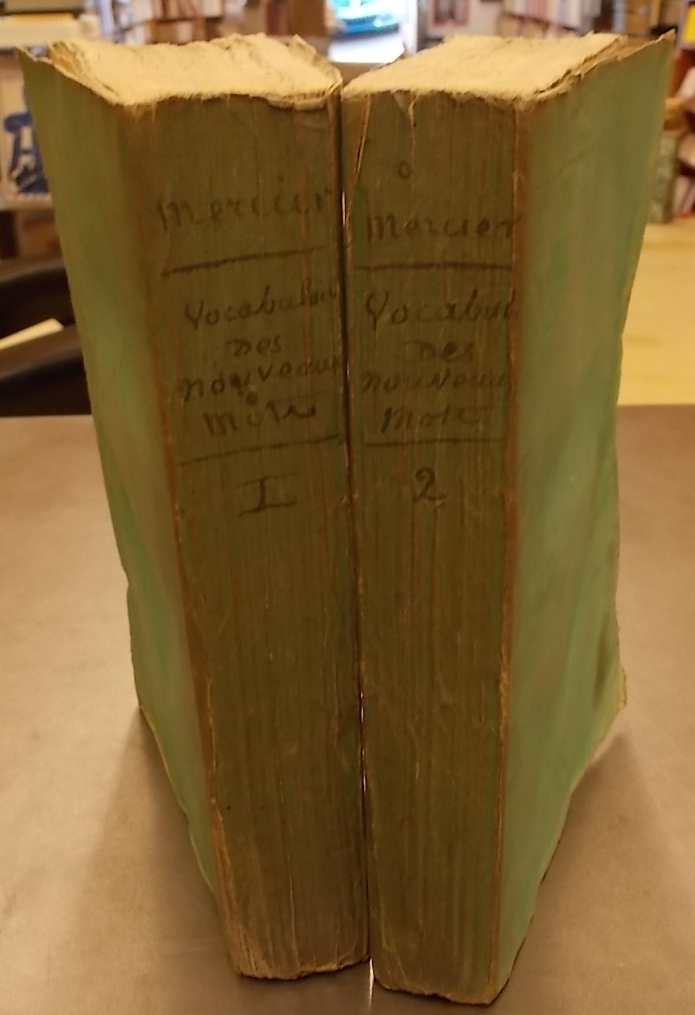 Mercier
Vocabulai
Des
nouveaux
Mots
I
Mercier
Vocabul
Des
nouveaux
Mots
2